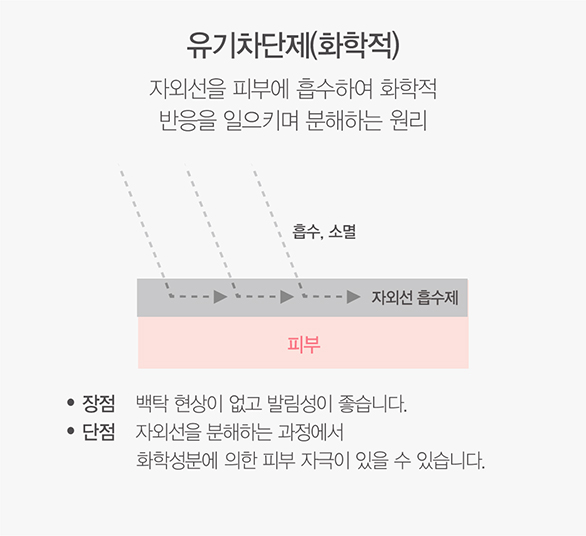 유기차단제(화학적)
자외선을 피부에 흡수하여 화학적
반응을 일으키며 분해하는 원리
흡수, 소멸
자외선 흡수제
피부
• 장점 백탁 현상이 없고 발림성이 좋습니다.
• 단점 자외선을 분해하는 과정에서
화학성분에 의한 피부 자극이 있을 수 있습니다.